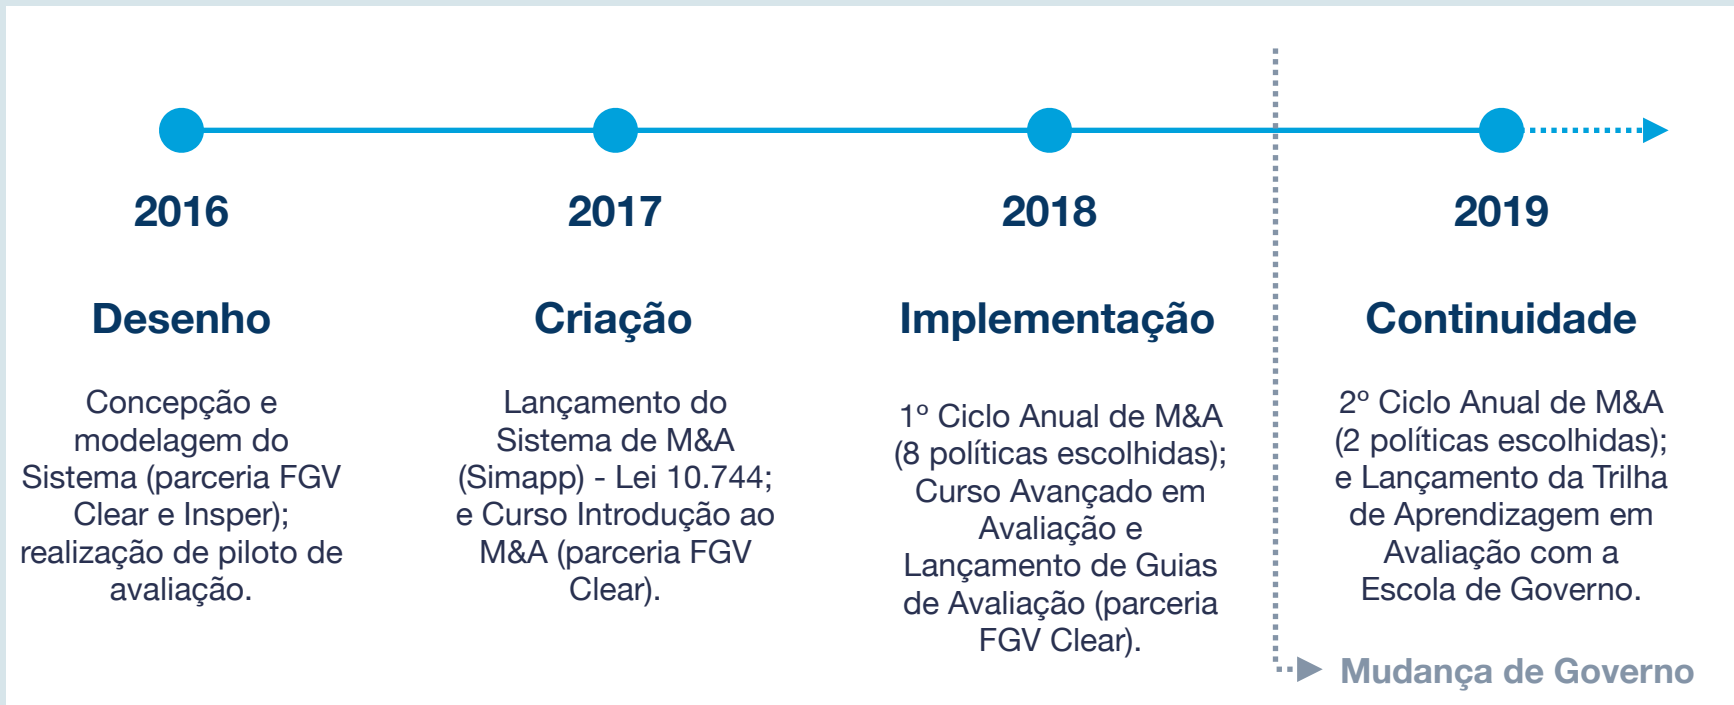 2016
Desenho
Concepção e
modelagem do
Sistema (parceria FGV
Clear e Insper);
realização de piloto de
avaliação.
2017
Criação
Lançamento do
Sistema de M&A
(Simapp) - Lei 10.744;
e Curso Introdução ao
M&A (parceria FGV
Clear).
2018
Implementação
1º Ciclo Anual de M&A
(8 políticas escolhidas);
Curso Avançado em
Avaliação e
Lançamento de Guias
de Avaliação (parceria
FGV Clear).
2019
Continuidade
2º Ciclo Anual de M&A
(2 políticas escolhidas);
e Lançamento da Trilha
de Aprendizagem em
Avaliação com a
Escola de Governo.
Mudança de Governo